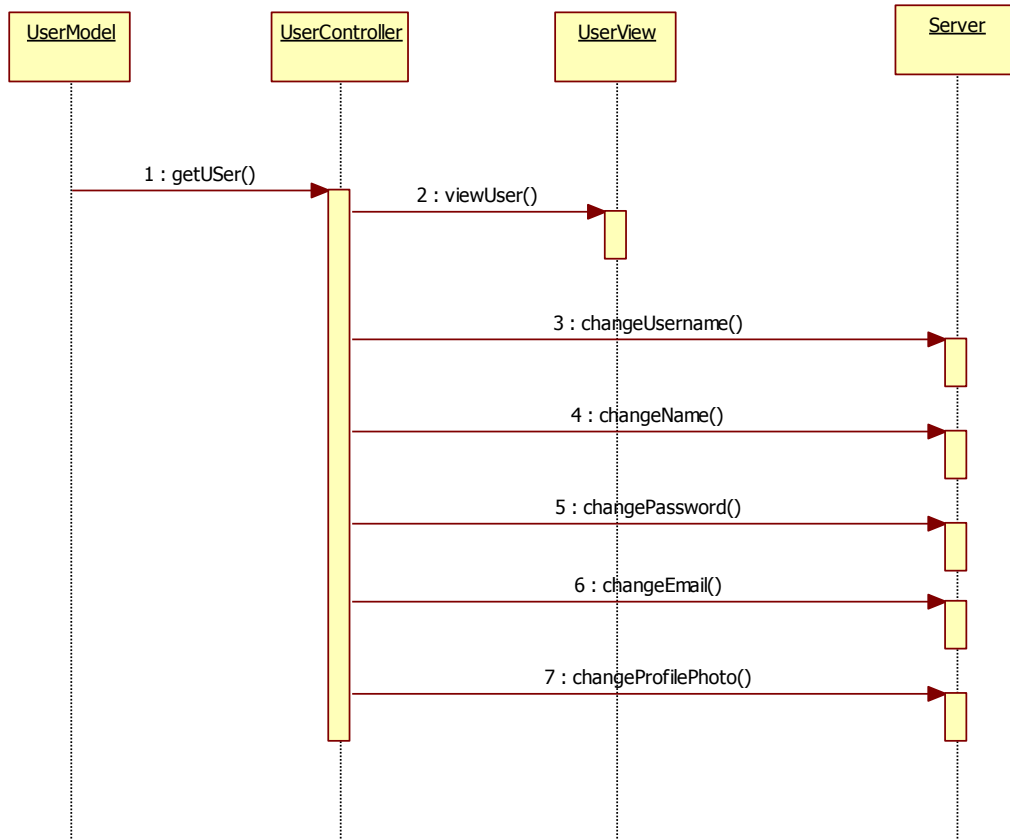 UserModel
UserController
UserView
Server
1 : getUSer()
2 : viewUser()
3 : changeUsername()
4 : changeName()
5 : changePassword()
6 : changeEmail()
7 : changeProfilePhoto()